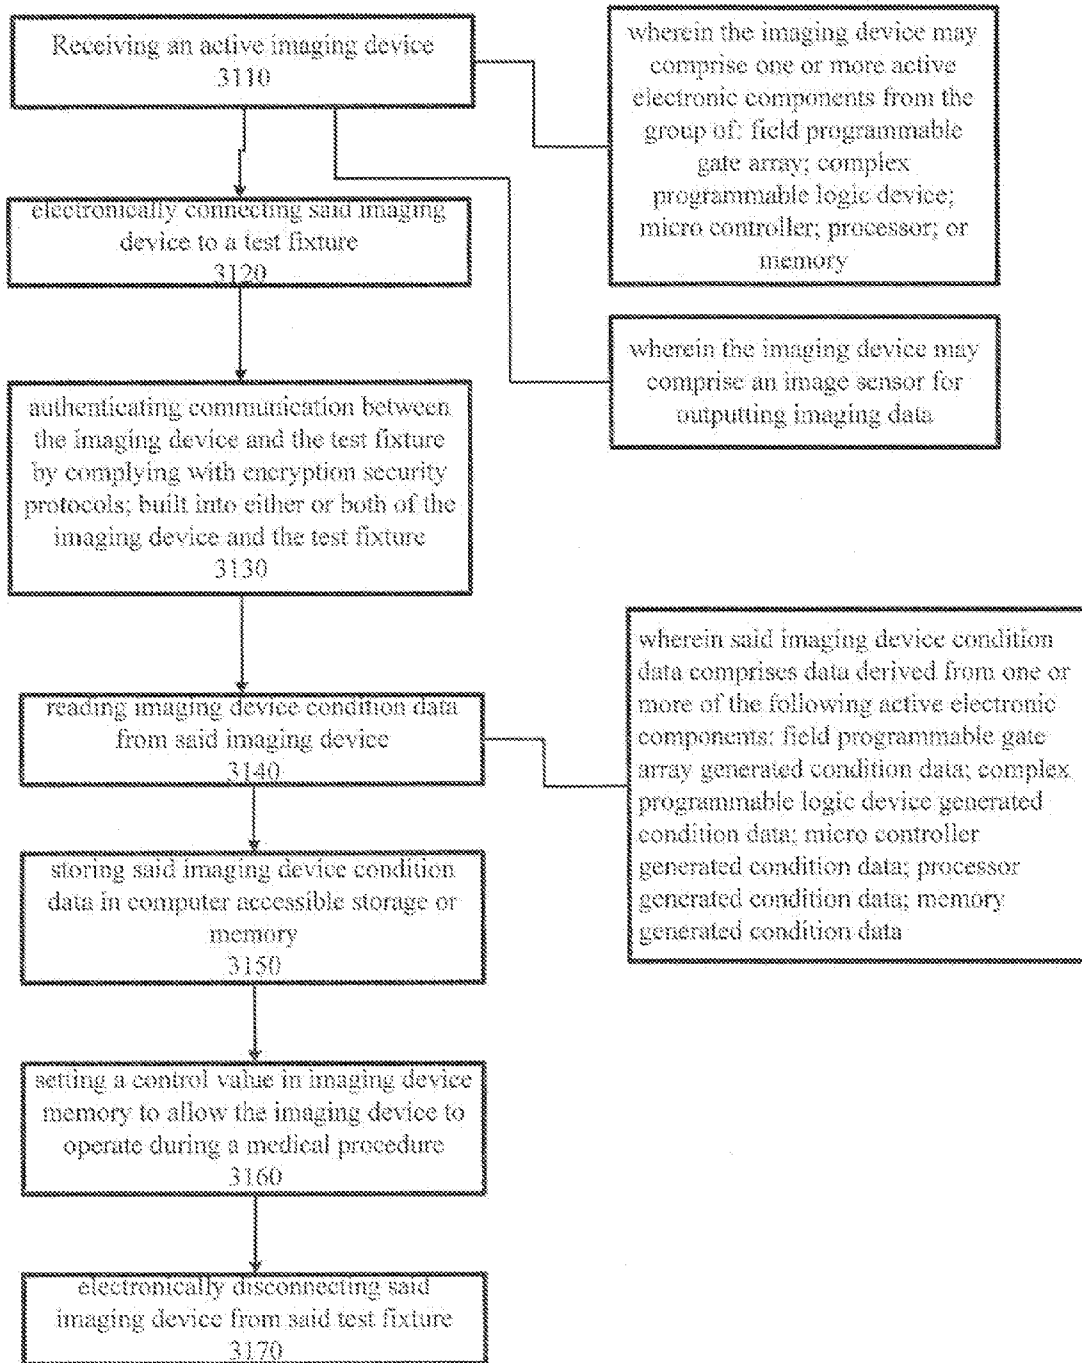 Receiving an active imaging device
3110
wherein the imaging device may
comprise one or more active
electronic components from the
group of: field programmable
gate array; complex
programmable logic device;
micro controller; processor; or
memory
electronically connecting said imaging
device to a test fixture
3120
wherein the imaging device may
comprise an image sensor for
outputting imaging data
authenticating communication between
the imaging device and the test fixture
by complying with encryption security
protocols; built into either or both of the
imaging device and the test fixture
3130
reading imaging device condition data
from said imaging device
3140
wherein said imaging device condition
data comprises data derived from one or
more of the following active electronic
components: field programmable gate
array generated condition data; complex
programmable logic device generated
condition data; micro controller
generated condition data; processor
generated condition data; memory
generated condition data
storing said imaging device condition
data in computer accessible storage or
memory
3150
setting a control value in imaging device
memory to allow the imaging device to
operate during a medical procedure
3160
electronically disconnecting said
imaging device from said test fixture
3170